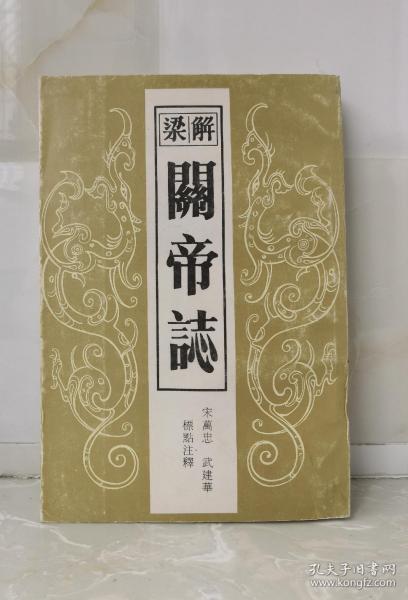 解梁
關帝誌
宋萬忠 武建華
標點注釋
孔夫子旧书网
www.kongfz.com